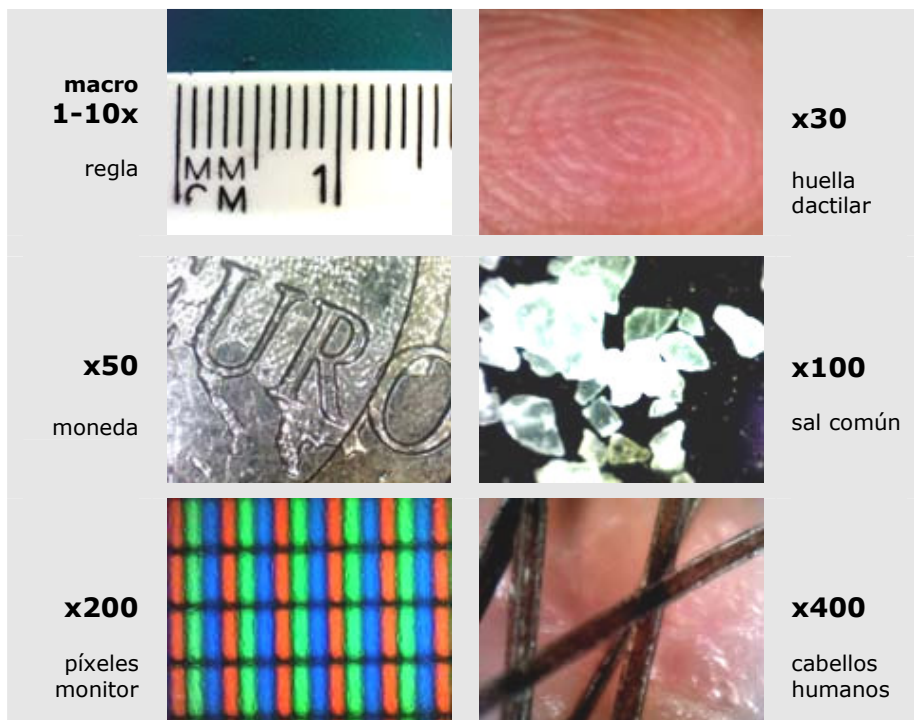 macro
1-10x
regla
MM
CM
1
x30
huella
dactilar
EURO
x50
moneda
x100
sal común
x200
píxeles
monitor
x400
cabellos
humanos